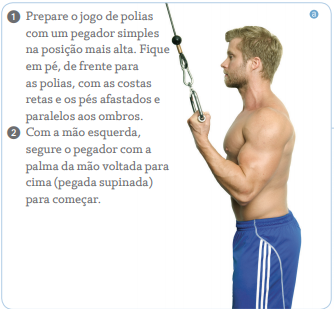 1 Prepare o jogo de polias
com um pegador simples
na posição mais alta. Fique
em pé, de frente para
as polias, com as costas
retas e os pés afastados e
paralelos aos ombros.
2 Com a mão esquerda,
segure o pegador com a
palma da mão voltada para
cima (pegada supinada)
para começar.